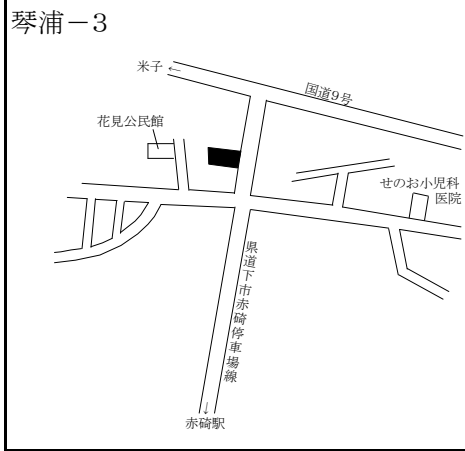 琴浦－3
米子 ←
国道9号
花見公民館
せのお小児科
医院
県道下市赤碕停車場線
↓
赤碕駅